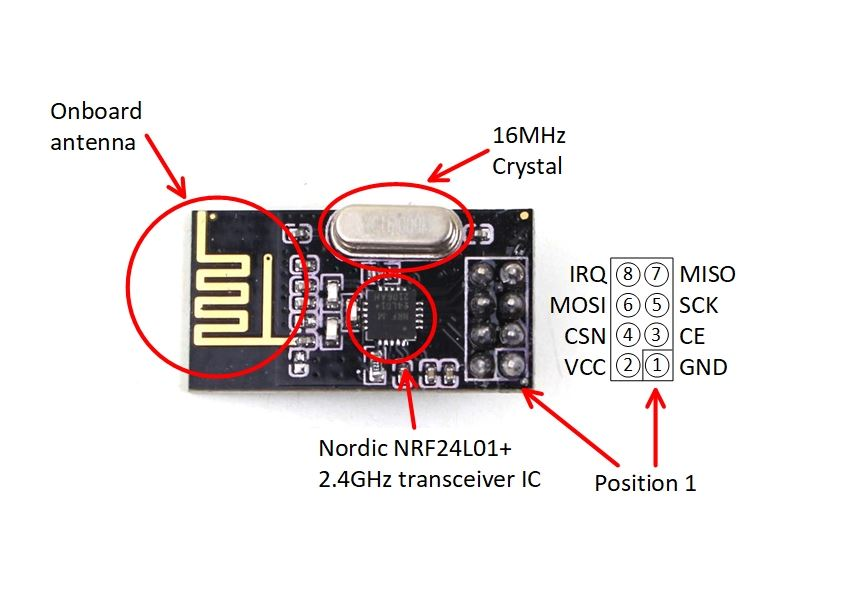 Onboard
antenna
16MHz
Crystal
IRQ 8 7 MISO
MOSI 6 5 SCK
CSN 4 3 CE
VCC 2 1 GND
Nordic NRF24L01+
2.4GHz transceiver IC
Position 1